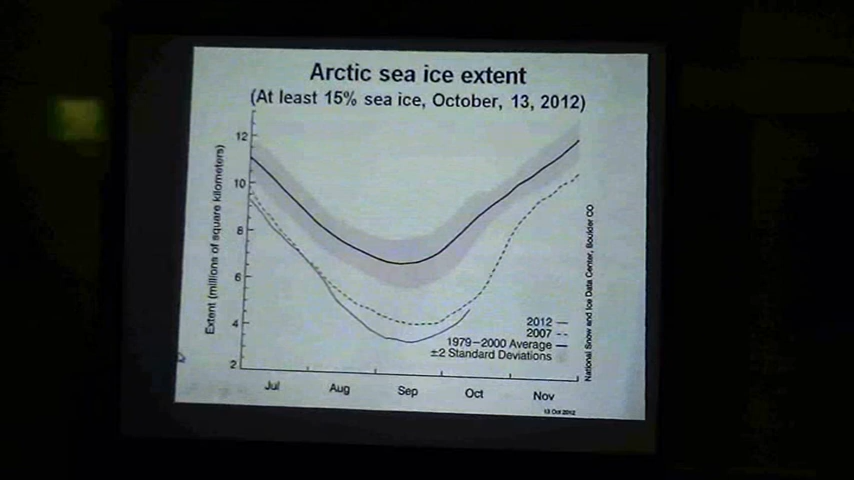 Arctic sea ice extent
(At least 15% sea ice, October, 13, 2012)
Extent (millions of square kilometers)
12
10
8
6
4
2
Jul Aug Sep Oct Nov
2012
2007
1979−2000 Average
±2 Standard Deviations
National Snow and Ice Data Center, Boulder CO
13 Oct 2012